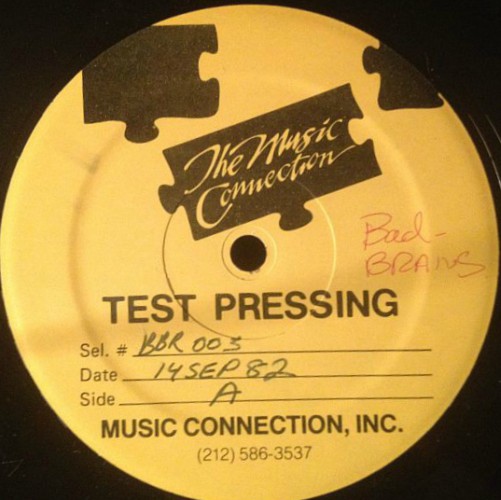 The Music
Connection
Bad-
BRAINS
TEST PRESSING
Sel. # BBR 003
Date 14 SEP 82
Side A
MUSIC CONNECTION, INC.
(212) 586-3537